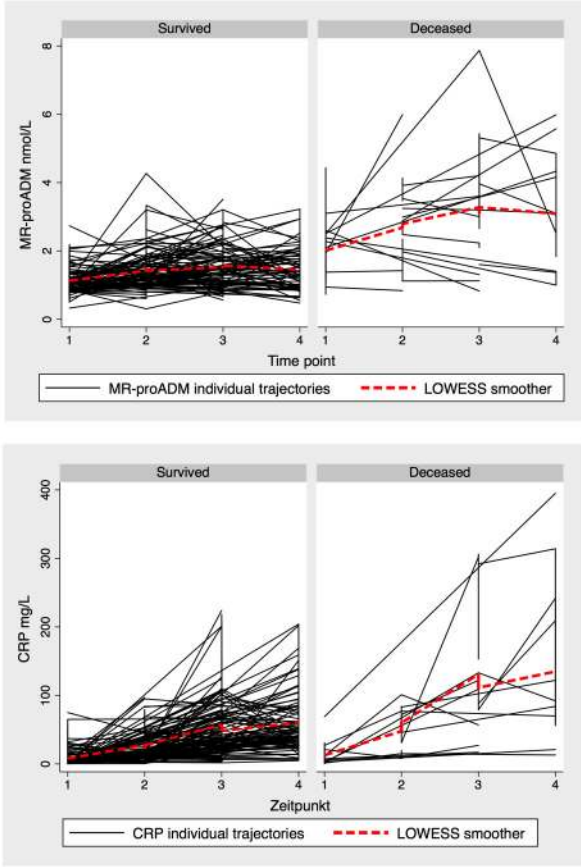 Survived Deceased
MR-proADM nmol/L
8
6
4
2
0
1 2 3 4 1 2 3 4
Time point
MR-proADM individual trajectories LOWESS smoother
Survived Deceased
CRP mg/L
400
300
200
100
0
1 2 3 4 1 2 3 4
Zeitpunkt
CRP individual trajectories LOWESS smoother